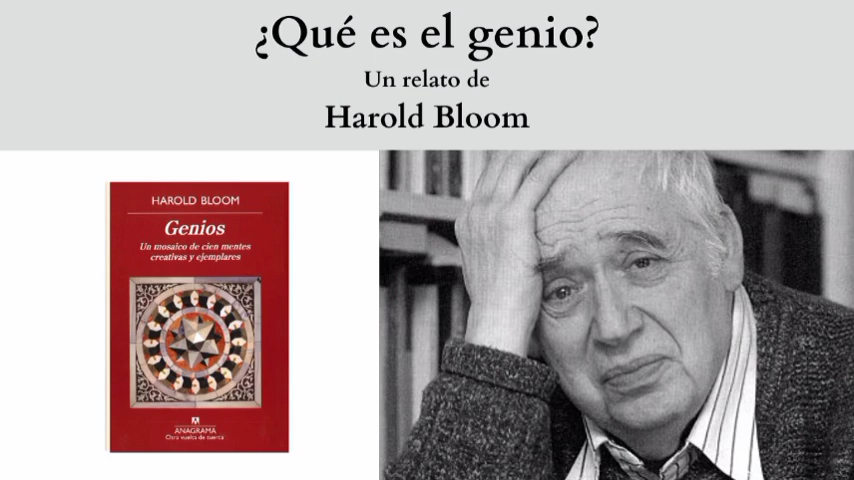 ¿Qué es el genio?
Un relato de
Harold Bloom
HAROLD BLOOM
Genios
Un mosaico de cien mentes
creativas y ejemplares
ANAGRAMA
Otra vuelta de tuerca